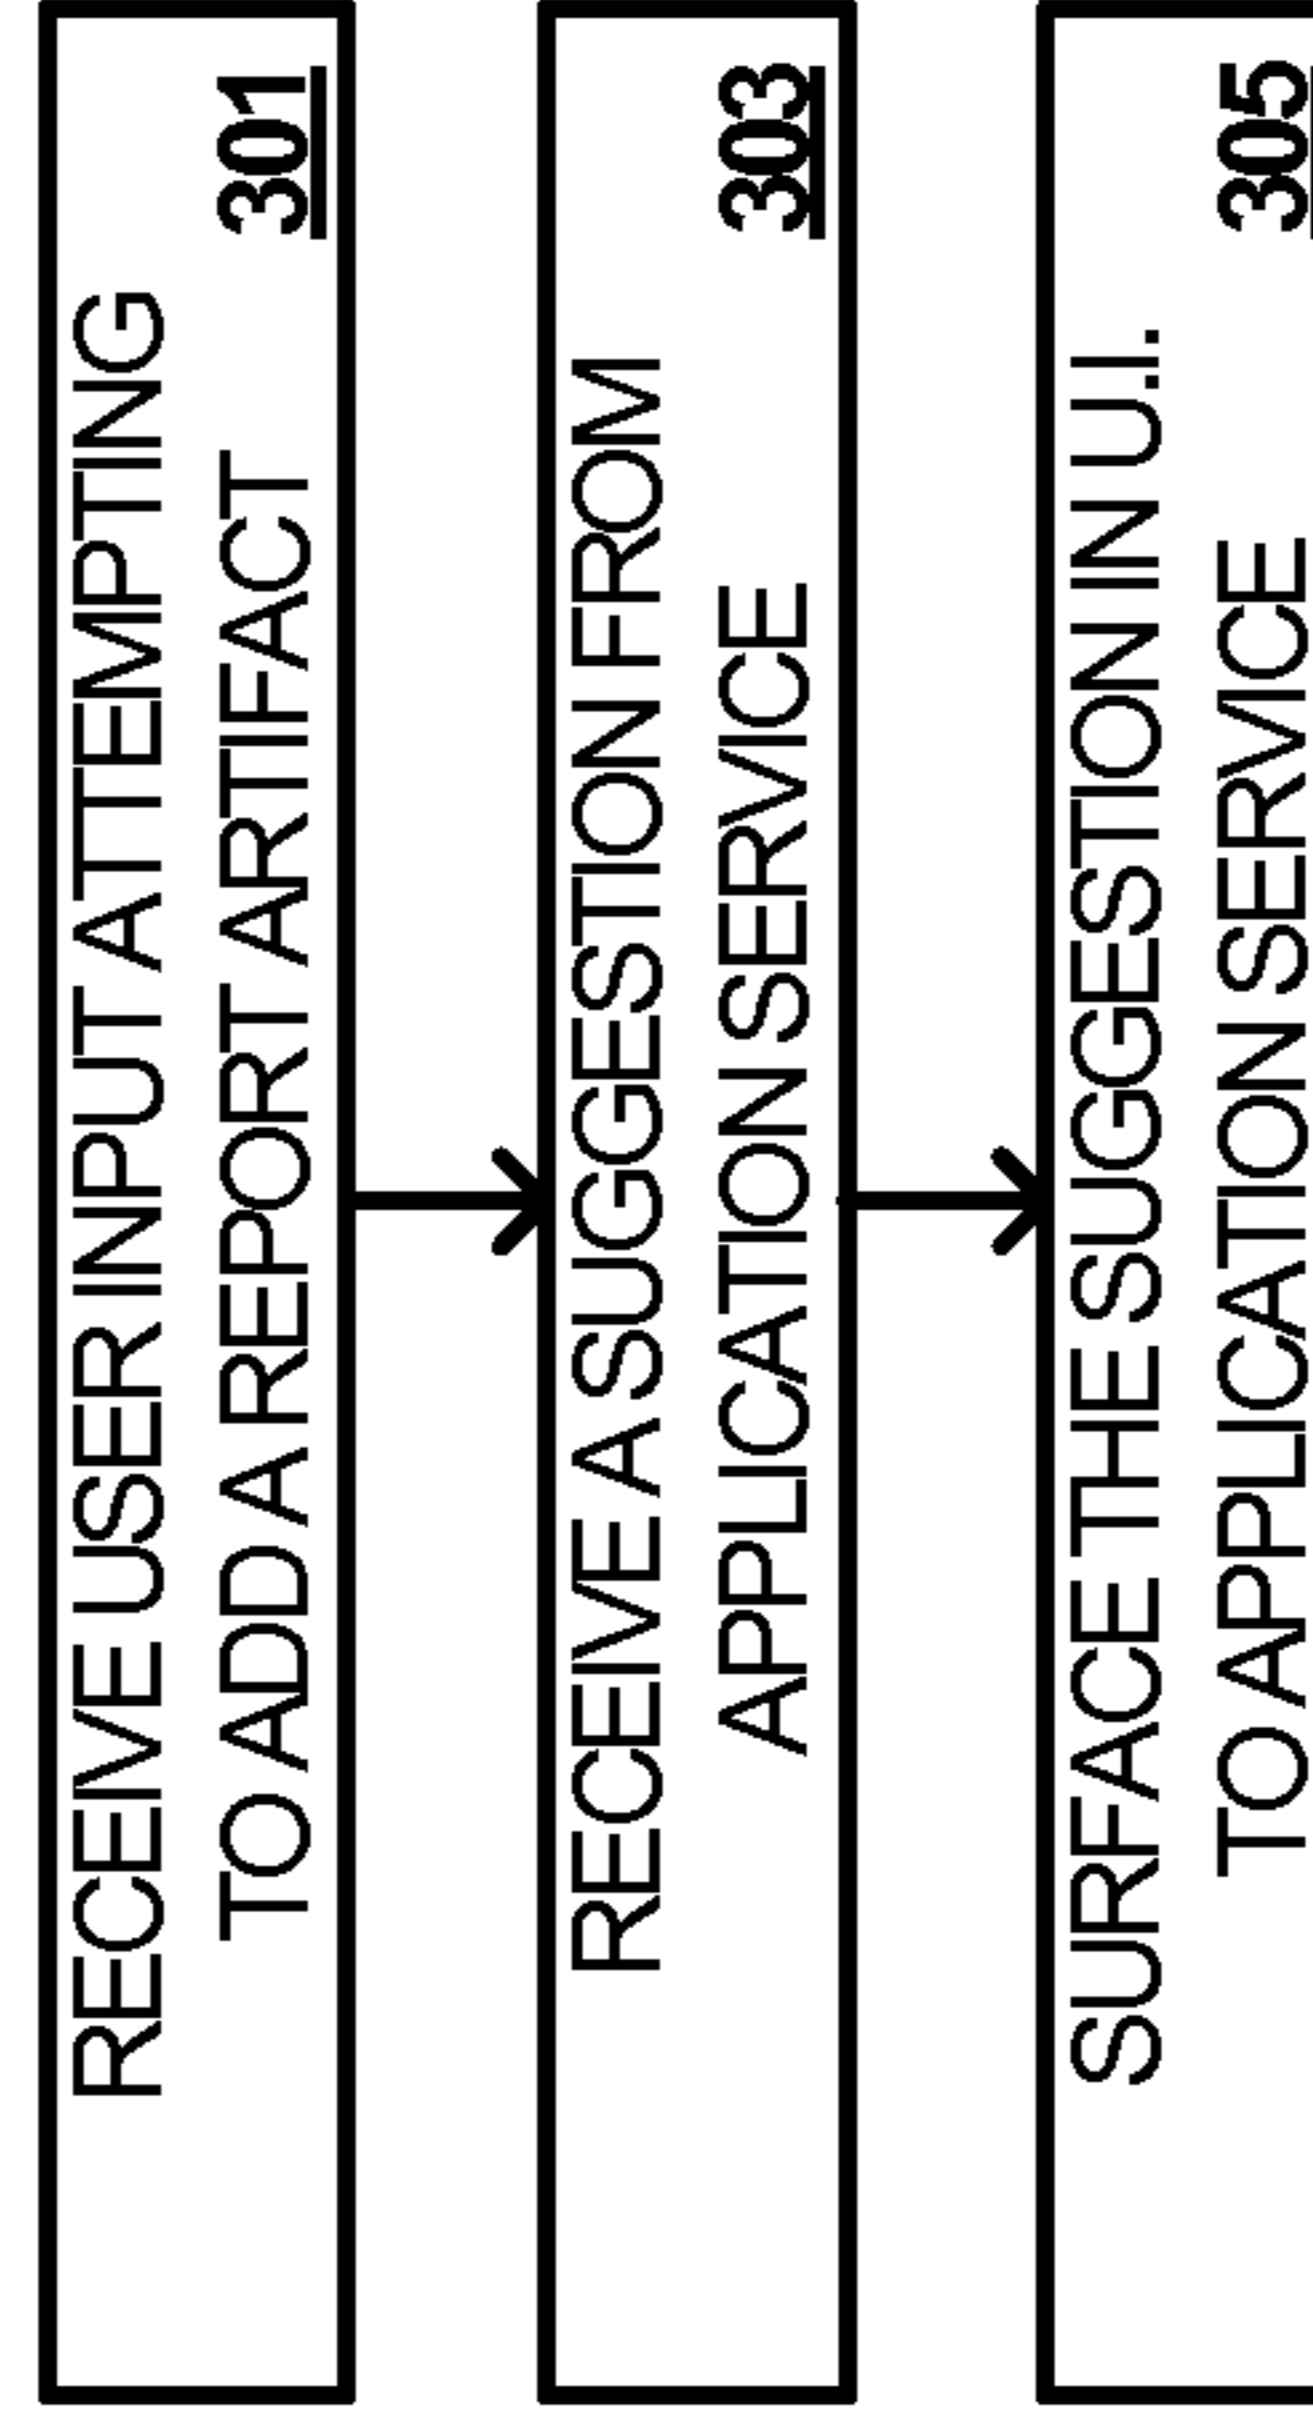 RECEIVE USER INPUT ATTEMPTING
TO ADD A REPORT ARTIFACT 301
RECEIVE A SUGGESTION FROM
APPLICATION SERVICE 303
SURFACE THE SUGGESTION IN U.I.
TO APPLICATION SERVICE 305